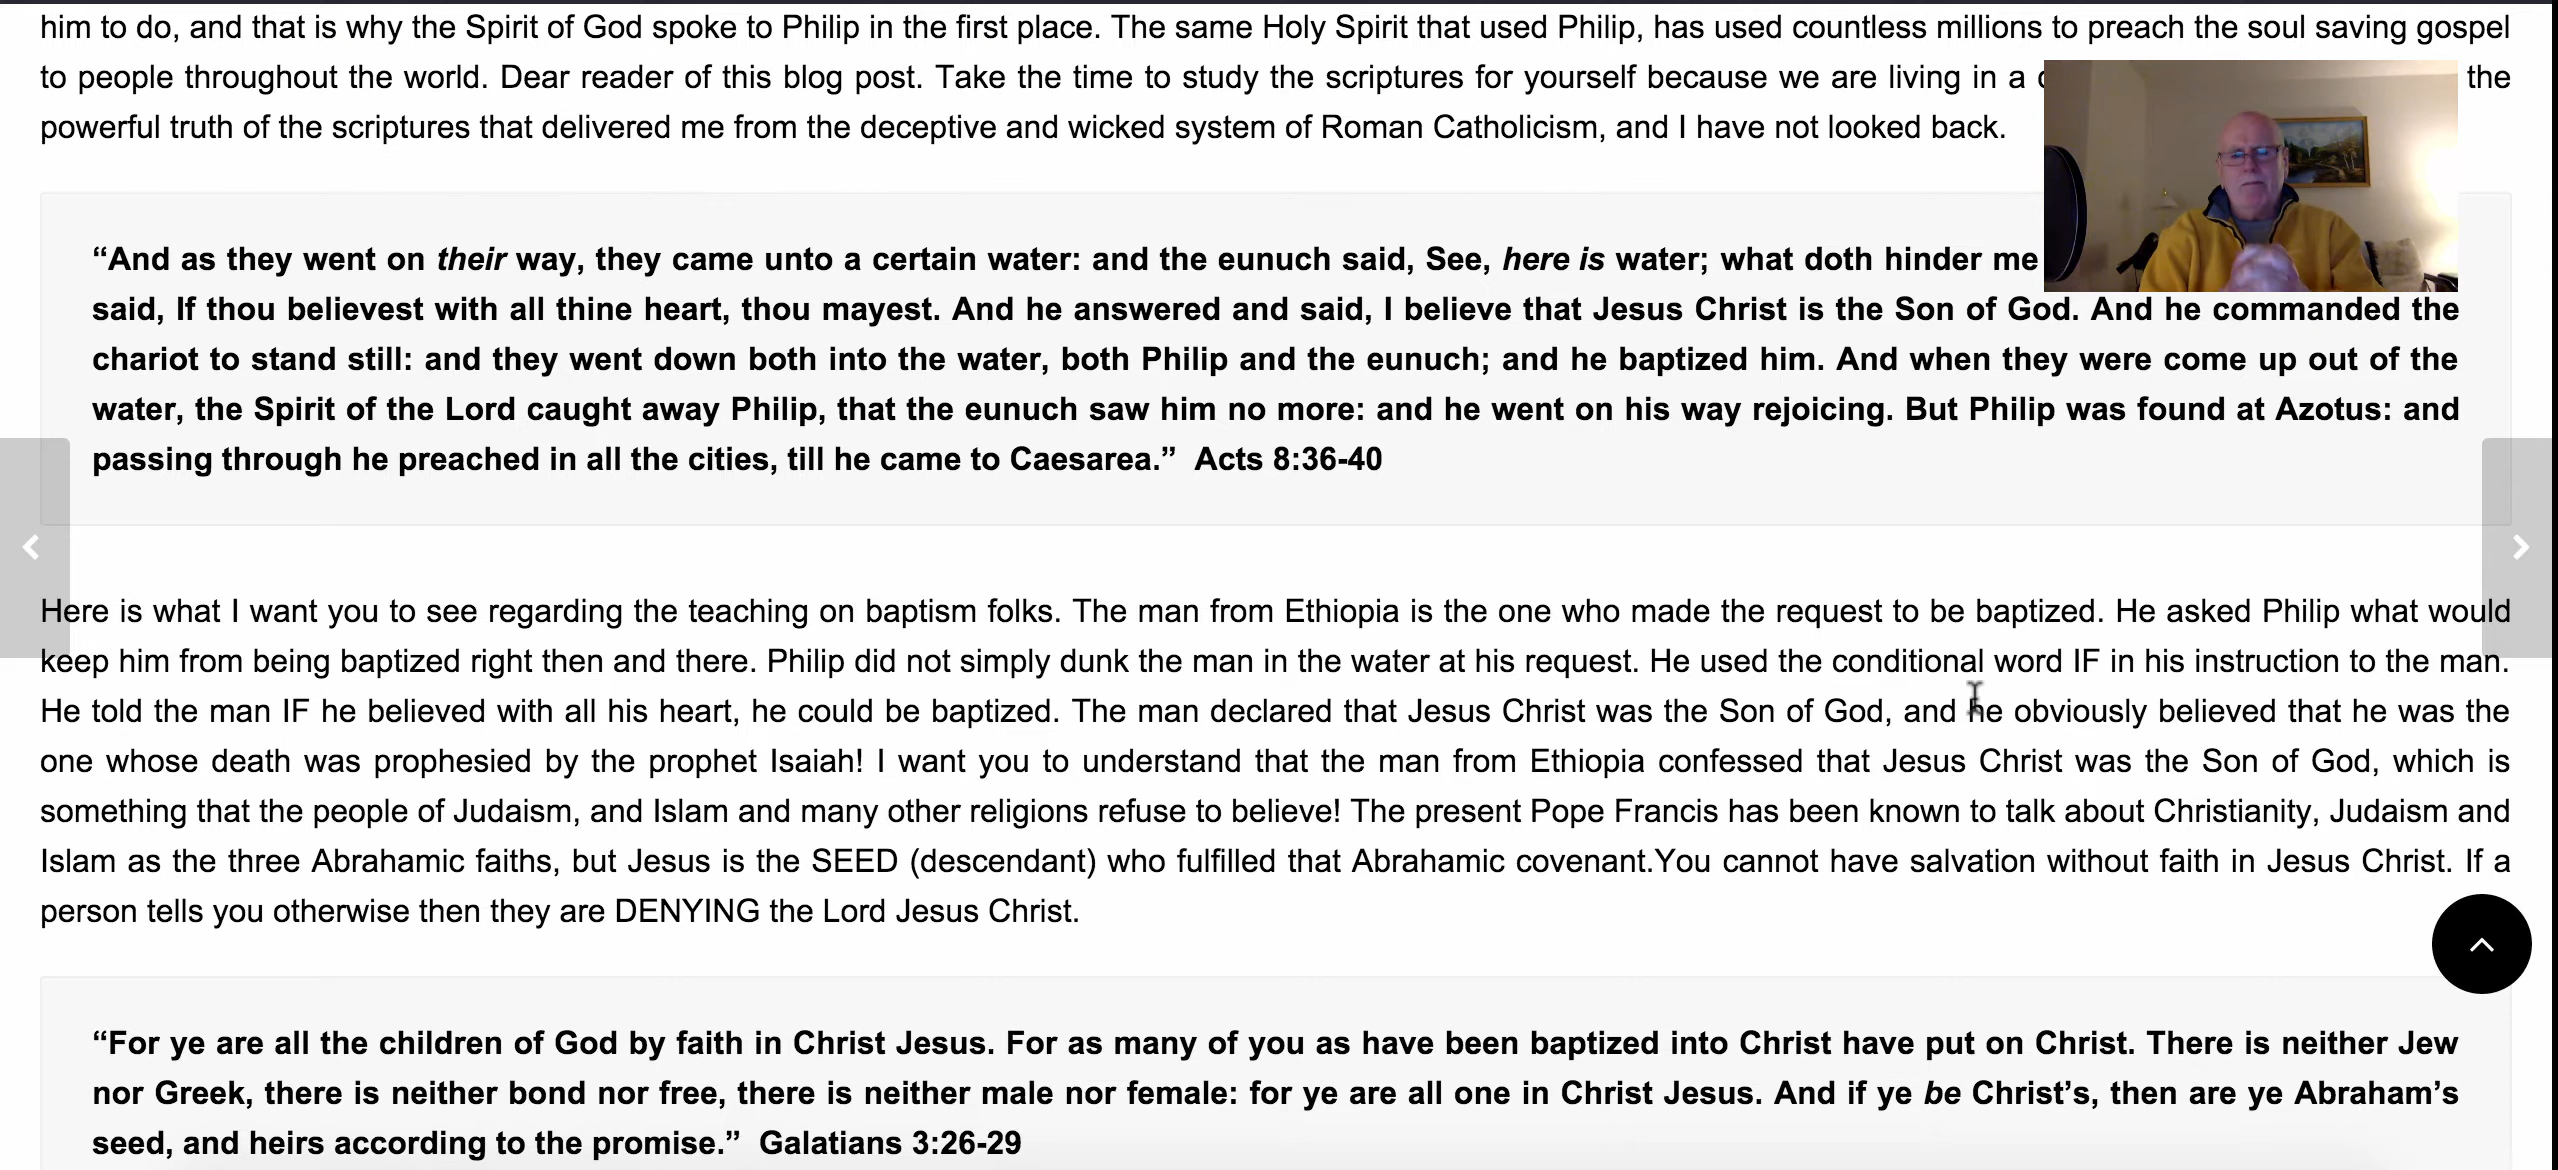 him to do, and that is why the Spirit of God spoke to Philip in the first place. The same Holy Spirit that used Philip, has used countless millions to preach the soul saving gospel
to people throughout the world. Dear reader of this blog post. Take the time to study the scriptures for yourself because we are living in a the
powerful truth of the scriptures that delivered me from the deceptive and wicked system of Roman Catholicism, and I have not looked back.
“And as they went on their way, they came unto a certain water: and the eunuch said, See, here is water; what doth hinder me
said, If thou believest with all thine heart, thou mayest. And he answered and said, I believe that Jesus Christ is the Son of God. And he commanded the
chariot to stand still: and they went down both into the water, both Philip and the eunuch; and he baptized him. And when they were come up out of the
water, the Spirit of the Lord caught away Philip, that the eunuch saw him no more: and he went on his way rejoicing. But Philip was found at Azotus: and
passing through he preached in all the cities, till he came to Caesarea.” Acts 8:36-40
Here is what I want you to see regarding the teaching on baptism folks. The man from Ethiopia is the one who made the request to be baptized. He asked Philip what would
keep him from being baptized right then and there. Philip did not simply dunk the man in the water at his request. He used the conditional word IF in his instruction to the man.
He told the man IF he believed with all his heart, he could be baptized. The man declared that Jesus Christ was the Son of God, and he obviously believed that he was the
one whose death was prophesied by the prophet Isaiah! I want you to understand that the man from Ethiopia confessed that Jesus Christ was the Son of God, which is
something that the people of Judaism, and Islam and many other religions refuse to believe! The present Pope Francis has been known to talk about Christianity, Judaism and
Islam as the three Abrahamic faiths, but Jesus is the SEED (descendant) who fulfilled that Abrahamic covenant.You cannot have salvation without faith in Jesus Christ. If a
person tells you otherwise then they are DENYING the Lord Jesus Christ.
“For ye are all the children of God by faith in Christ Jesus. For as many of you as have been baptized into Christ have put on Christ. There is neither Jew
nor Greek, there is neither bond nor free, there is neither male nor female: for ye are all one in Christ Jesus. And if ye be Christ’s, then are ye Abraham’s
seed, and heirs according to the promise.” Galatians 3:26-29